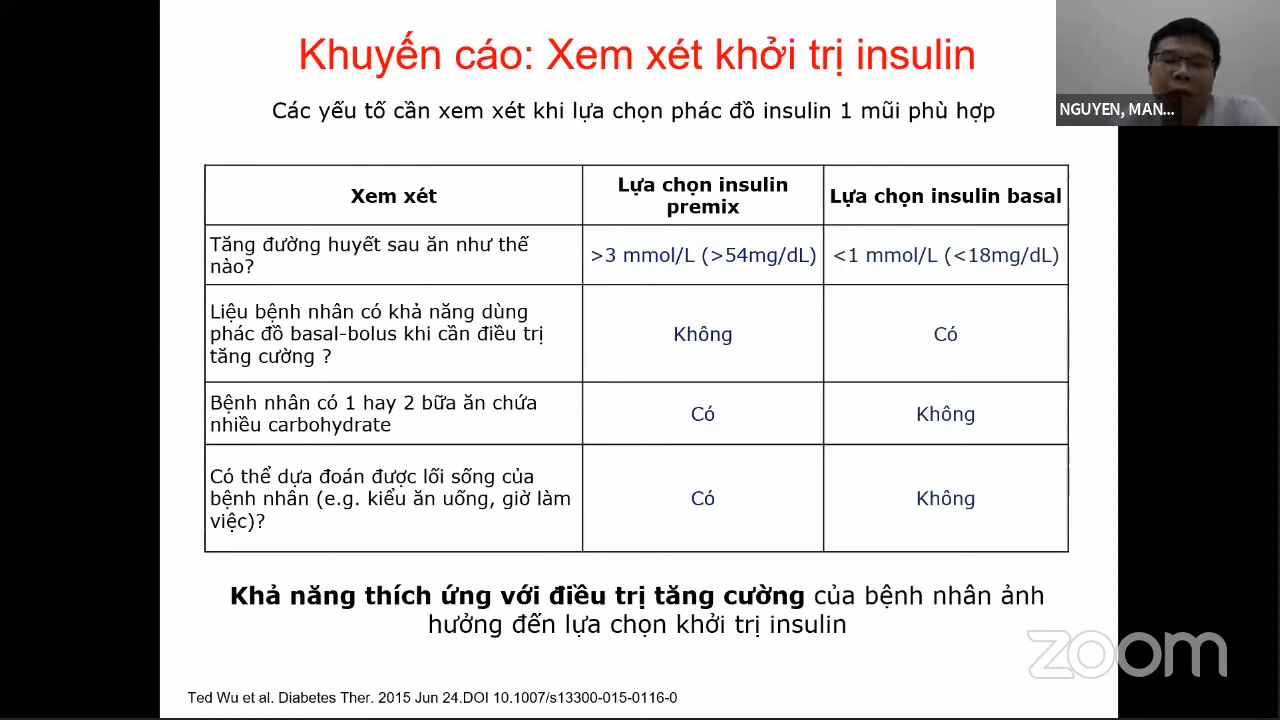 Khuyến cáo: Xem xét khởi trị insulin
Các yếu tố cần xem xét khi lựa chọn phác đồ insulin 1 mũi phù hợp
NGUYEN, MAN...
Xem xét
Lựa chọn insulin
premix
Lựa chọn insulin basal
Tăng đường huyết sau ăn như thế
nào?
>3 mmol/L (>54mg/dL)
<1 mmol/L (<18mg/dL)
Liệu bệnh nhân có khả năng dùng
phác đồ basal-bolus khi cần điều trị
tăng cường ?
Không
Có
Bệnh nhân có 1 hay 2 bữa ăn chứa
nhiều carbohydrate
Có
Không
Có thể dựa đoán được lối sống của
bệnh nhân (e.g. kiểu ăn uống, giờ làm
việc)?
Có
Không
Khả năng thích ứng với điều trị tăng cường của bệnh nhân ảnh
hưởng đến lựa chọn khởi trị insulin
zoom
Ted Wu et al. Diabetes Ther. 2015 Jun 24.DOI 10.1007/s13300-015-0116-0